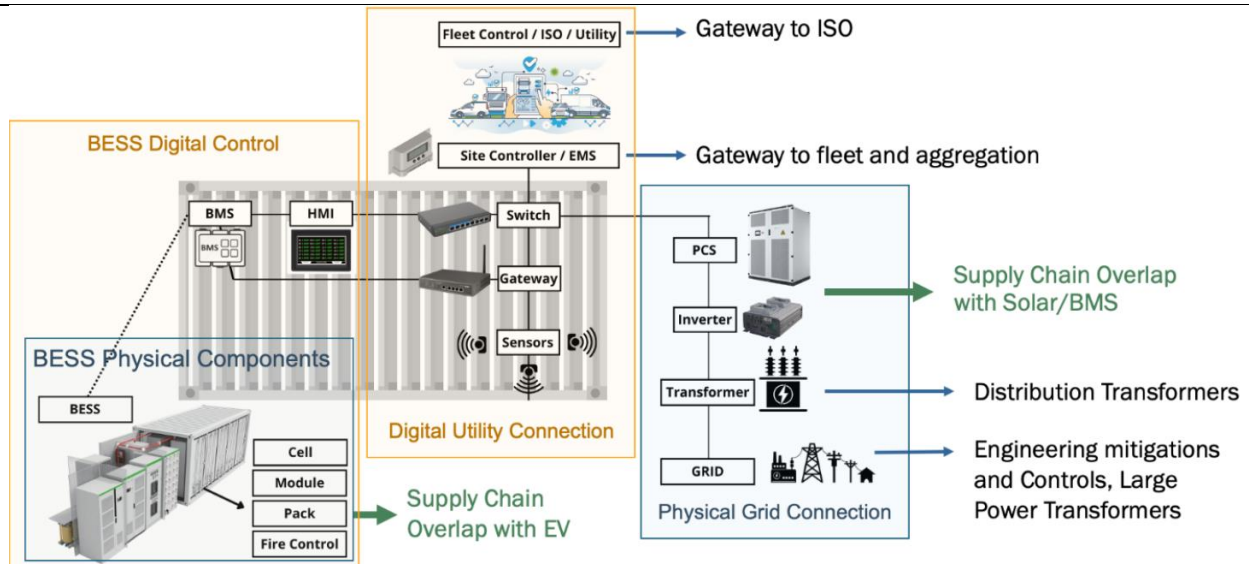 Fleet Control / ISO / Utility
Gateway to ISO
BESS Digital Control
Site Controller / EMS
Gateway to fleet and aggregation
BMS
HMI
Switch
BMS
PCS
Gateway
Supply Chain Overlap
with Solar/BMS
Inverter
Sensors
BESS Physical Components
BESS
Transformer
Distribution Transformers
Digital Utility Connection
Cell
Module
Pack
Fire Control
Supply Chain
Overlap with EV
GRID
Engineering mitigations
and Controls, Large
Power Transformers
Physical Grid Connection